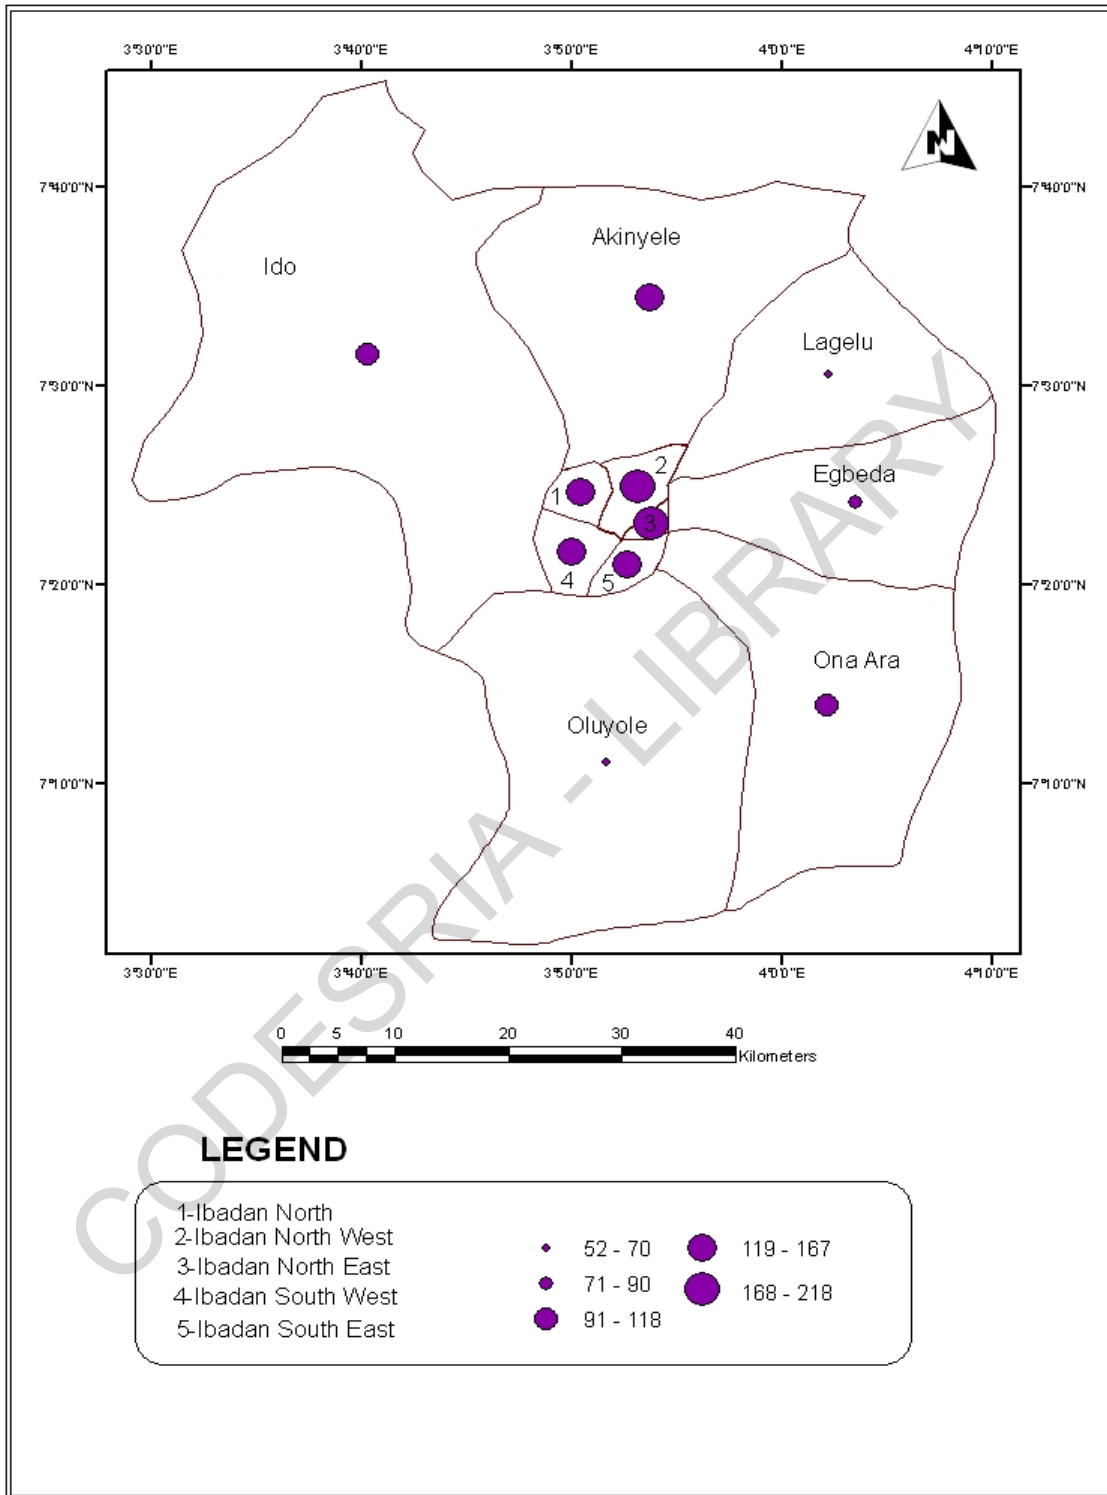 3°30'0"E 3°40'0"E 3°50'0"E 4°0'0"E 4°10'0"E
N
7°40'0"N 7°40'0"N
Akinyele
Ido
Lagelu
7°30'0"N 7°30'0"N
2
Egbeda
1
3
4 5
7°20'0"N 7°20'0"N
Ona Ara
Oluyole
7°10'0"N 7°10'0"N
3°30'0"E 3°40'0"E 3°50'0"E 4°0'0"E 4°10'0"E
0 5 10 20 30 40
Kilometers
CODESRIA - LIBRARY
LEGEND
1-Ibadan North
2-Ibadan North West
3-Ibadan North East
4-Ibadan South West
5-Ibadan South East
52 - 70
71 - 90
91 - 118
119 - 167
168 - 218